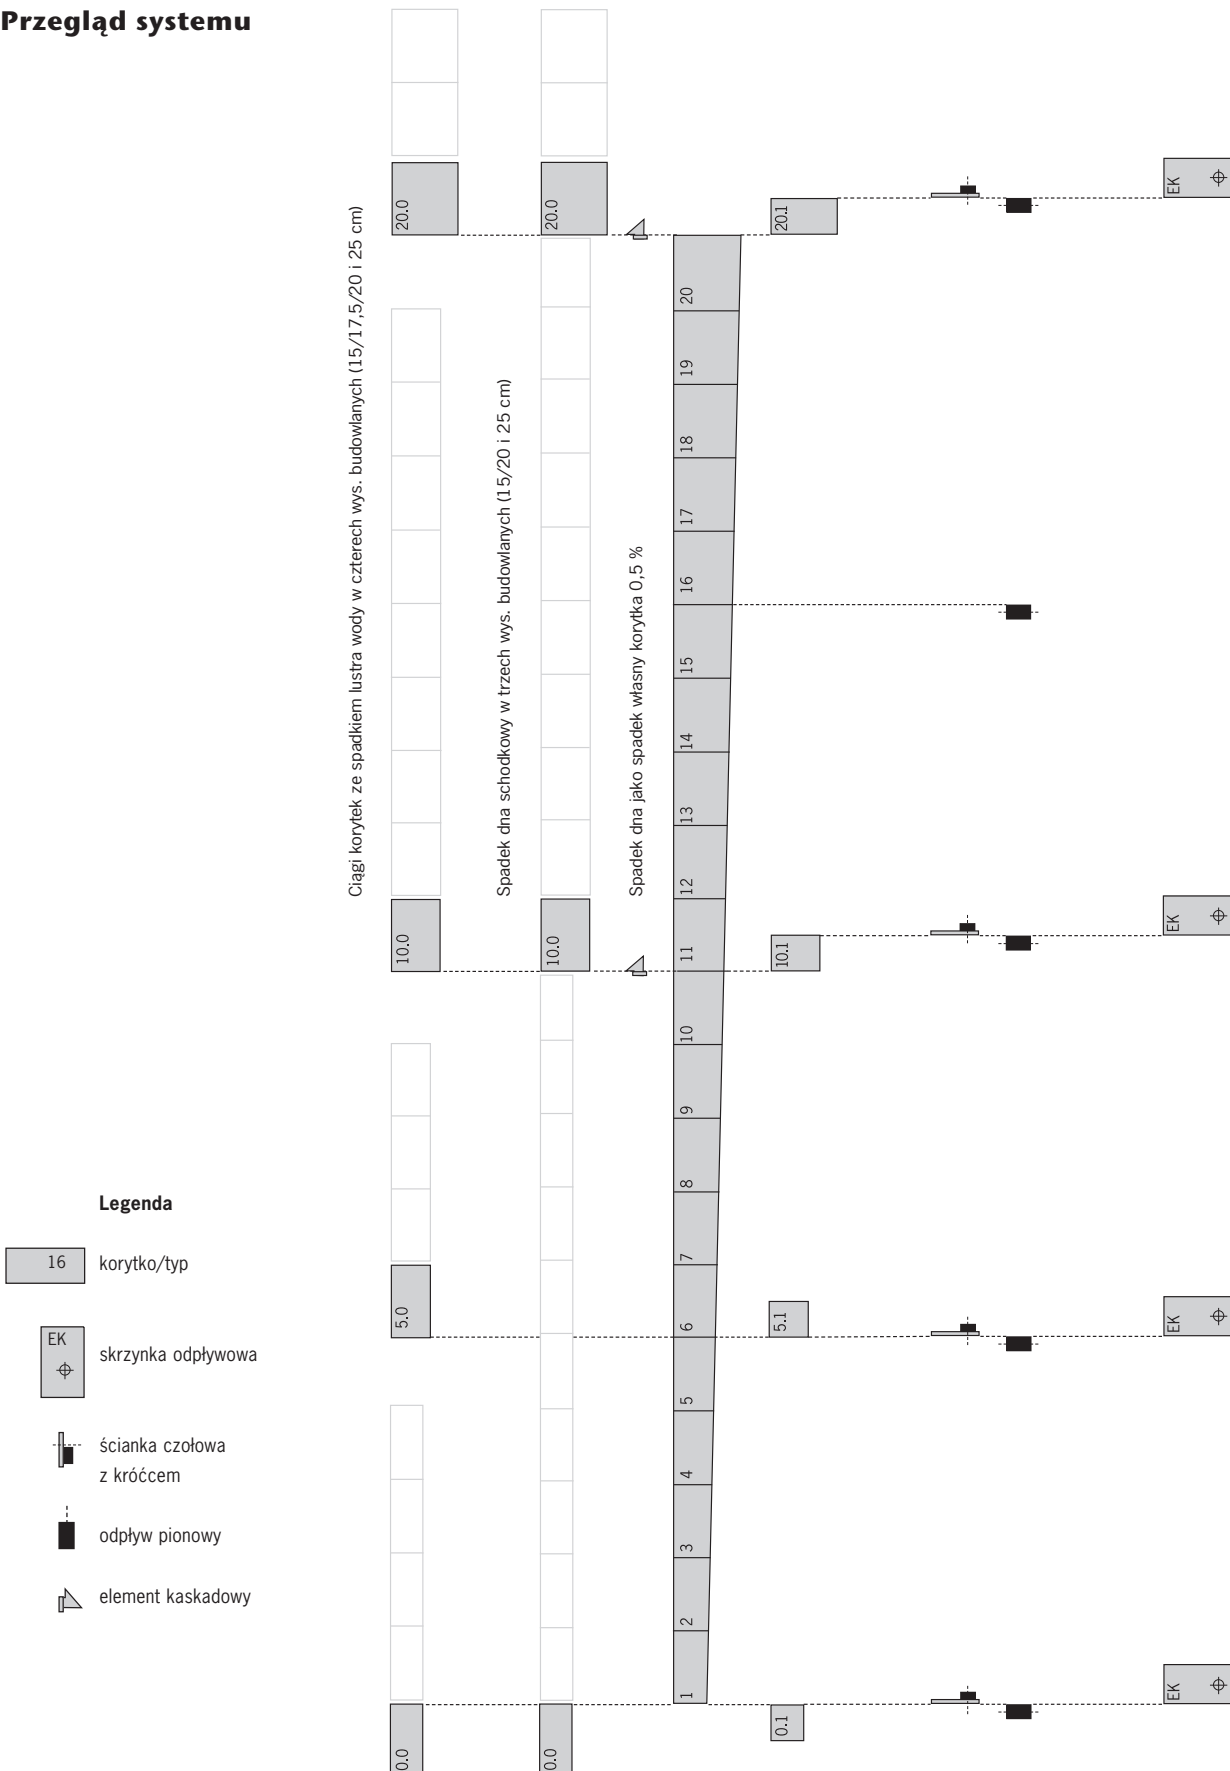 Przegląd systemu
Ciągi korytek ze spadkiem lustra wody w czterech wys. budowlanych (15/17,5/20 i 25 cm)
0.0
5.0
10.0
20.0
Spadek dna schodkowy w trzech wys. budowlanych (15/20 i 25 cm)
0.0
10.0
20.0
Spadek dna jako spadek własny korytka 0,5 %
1
2
3
4
5
6
7
8
9
10
11
12
13
14
15
16
17
18
19
20
0.1
5.1
10.1
20.1
EK
EK
EK
EK
Legenda
16 korytko/typ
EK
skrzynka odpływowa
ścianka czołowa
z króćcem
odpływ pionowy
element kaskadowy